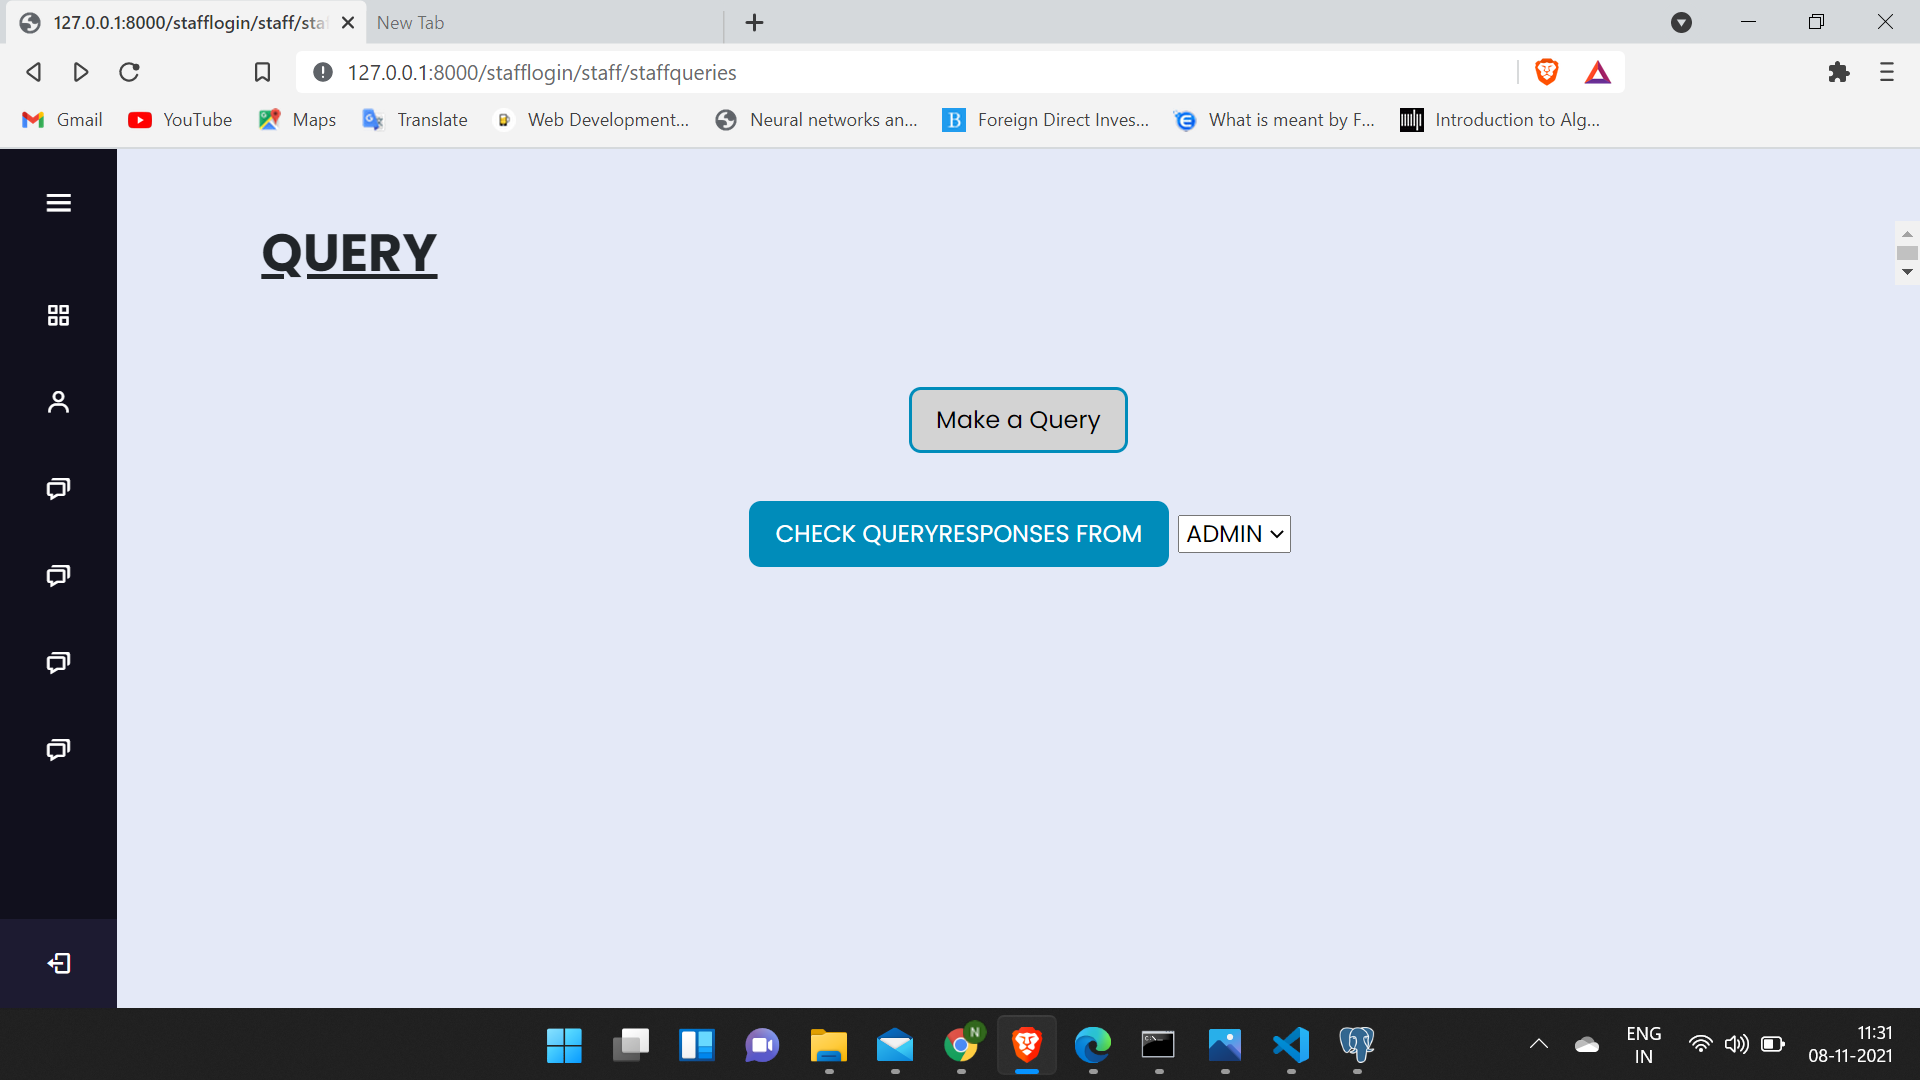 127.0.0.1:8000/stafflogin/staff/sta
New Tab
127.0.0.1:8000/stafflogin/staff/staffqueries
Gmail
YouTube
Maps
Translate
Web Development...
Neural networks an...
B
Foreign Direct Inves...
What is meant by F...
Introduction to Alg...
QUERY
Make a Query
CHECK QUERYRESPONSES FROM
ADMIN
N
ENG
IN
11:31
08-11-2021